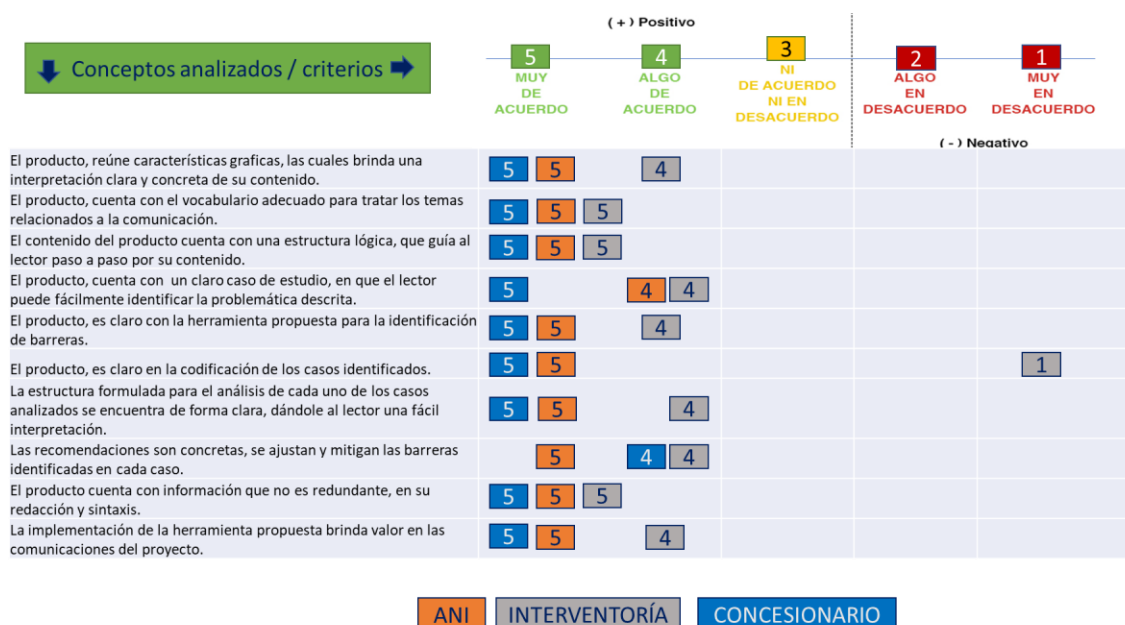 ( + ) Positivo
Conceptos analizados / criterios
5
MUY
DE
ACUERDO
4
ALGO
DE
ACUERDO
3
NI
DE ACUERDO
NI EN
DESACUERDO
2
ALGO
EN
DESACUERDO
1
MUY
EN
DESACUERDO
( - ) Negativo
El producto, reúne características graficas, las cuales brinda una
interpretación clara y concreta de su contenido.
5 5 4
El producto, cuenta con el vocabulario adecuado para tratar los temas
relacionados a la comunicación.
5 5 5
El contenido del producto cuenta con una estructura lógica, que guía al
lector paso a paso por su contenido.
5 5 5
El producto, cuenta con un claro caso de estudio, en que el lector
puede fácilmente identificar la problemática descrita.
5 4 4
El producto, es claro con la herramienta propuesta para la identificación
de barreras.
5 5 4
El producto, es claro en la codificación de los casos identificados.
5 5 1
La estructura formulada para el análisis de cada uno de los casos
analizados se encuentra de forma clara, dándole al lector una fácil
interpretación.
5 5 4
Las recomendaciones son concretas, se ajustan y mitigan las barreras
identificadas en cada caso.
5 4 4
El producto cuenta con información que no es redundante, en su
redacción y sintaxis.
5 5 5
La implementación de la herramienta propuesta brinda valor en las
comunicaciones del proyecto.
5 5 4
ANI INTERVENTORÍA CONCESIONARIO